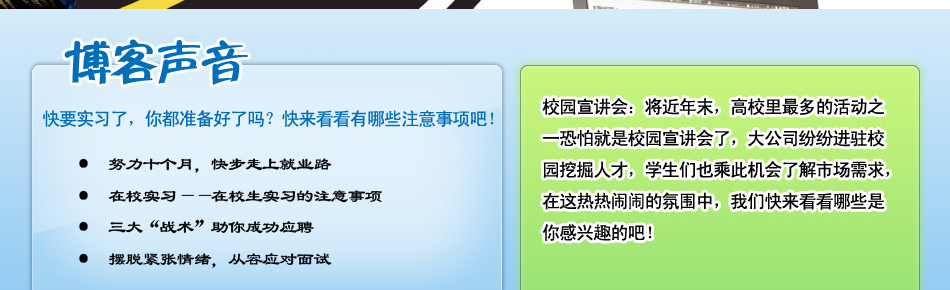 博客声音
快要实习了，你都准备好了吗？快来看看有哪些注意事项吧！
● 努力十个月，快步走上就业路
● 在校实习－－在校生实习的注意事项
● 三大“战术”助你成功应聘
● 摆脱紧张情绪，从容应对面试
校园宣讲会：将近年末，高校里最多的活动之
一恐怕就是校园宣讲会了，大公司纷纷进驻校
园挖掘人才，学生们也乘此机会了解市场需求，
在这热热闹闹的氛围中，我们快来看看哪些是
你感兴趣的吧！